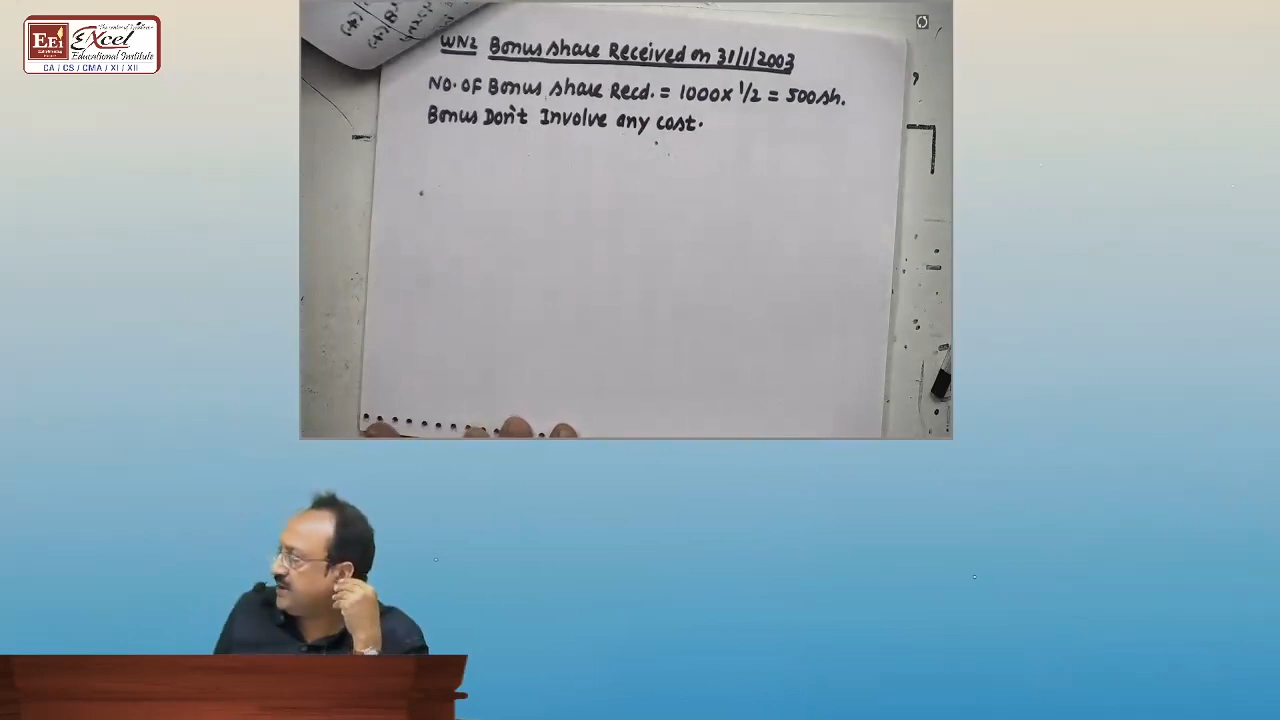 EEi
Excel
Educational Institute
CA / CS / CMA / XI / XII
WN2 Bonus Share Received on 31/1/2003
No. of Bonus Share Recd. = 1000 x 1/2 = 500 sh.
Bonus Don't Involve any cost.